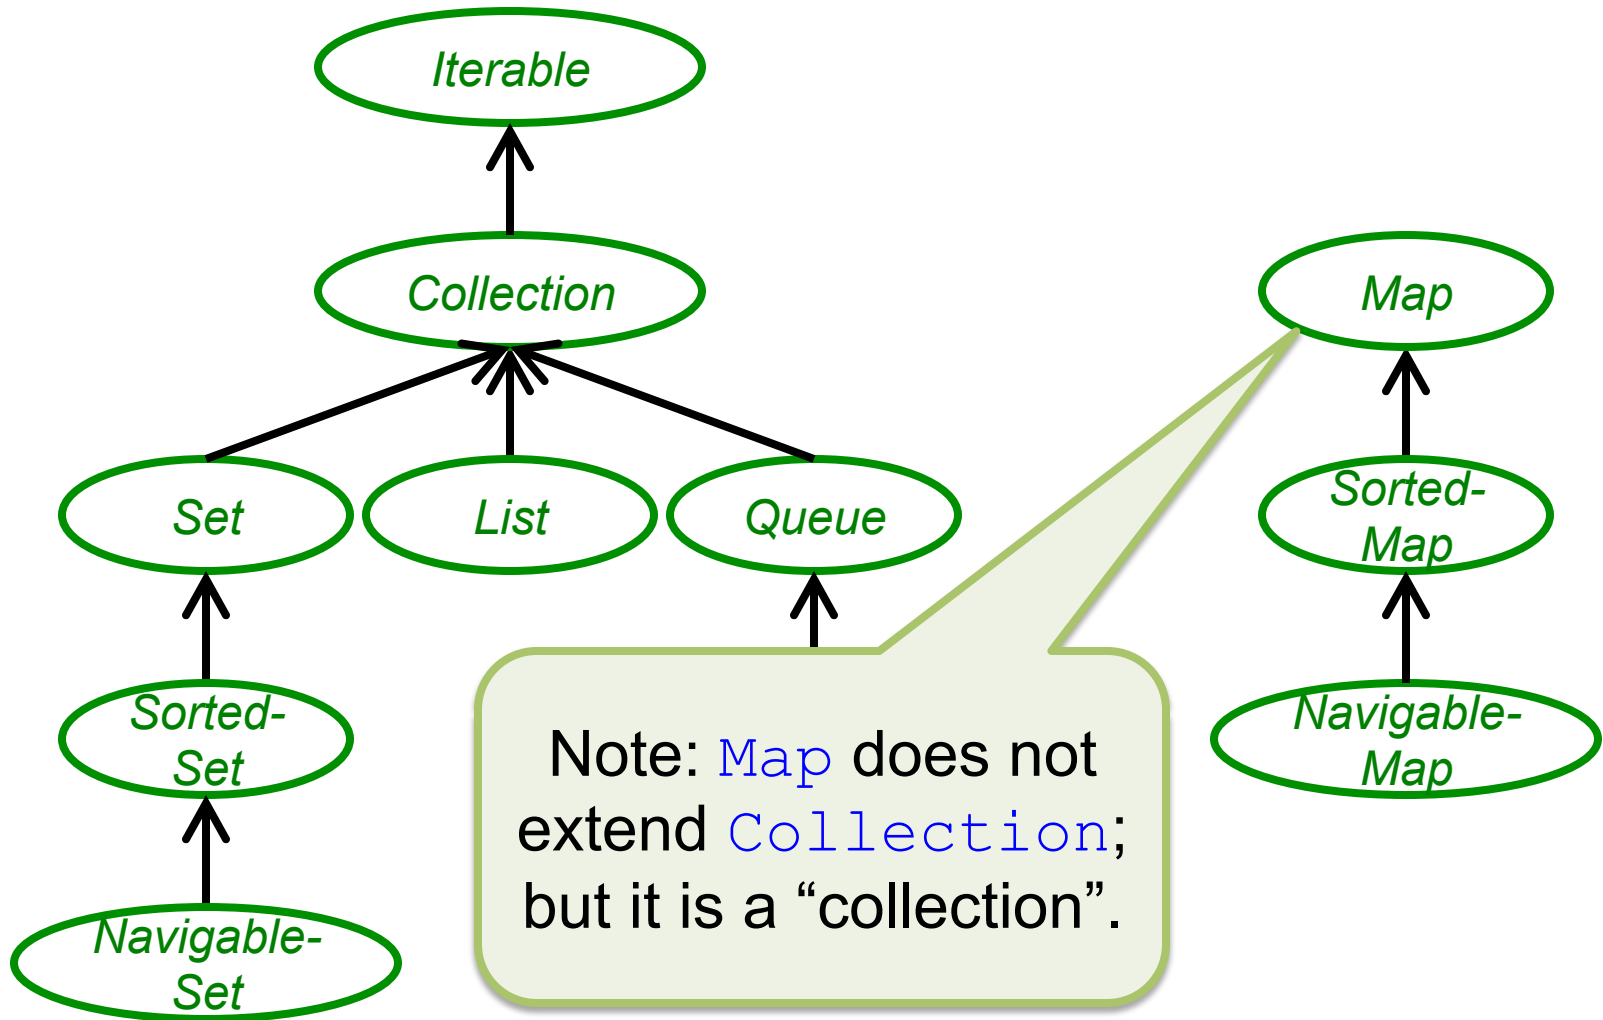 Iterable
Collection
Map
Set
List
Queue
Sorted-
Map
Sorted-
Set
Navigable-
Map
Note: Map does not
extend Collection;
but it is a “collection”.
Navigable-
Set